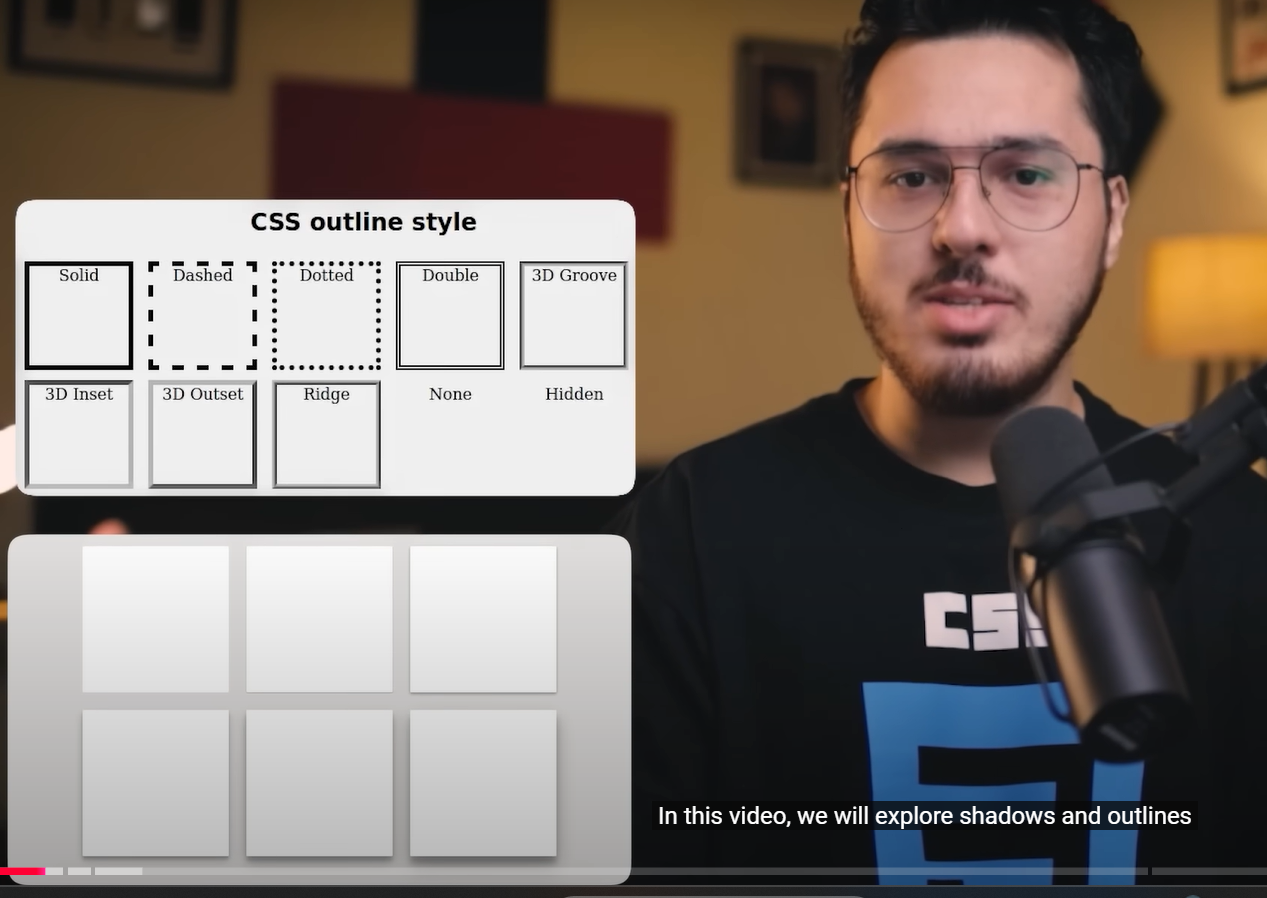 CSS outline style
Solid Dashed Dotted Double 3D Groove
3D Inset 3D Outset Ridge None Hidden
CSS
In this video, we will explore shadows and outlines